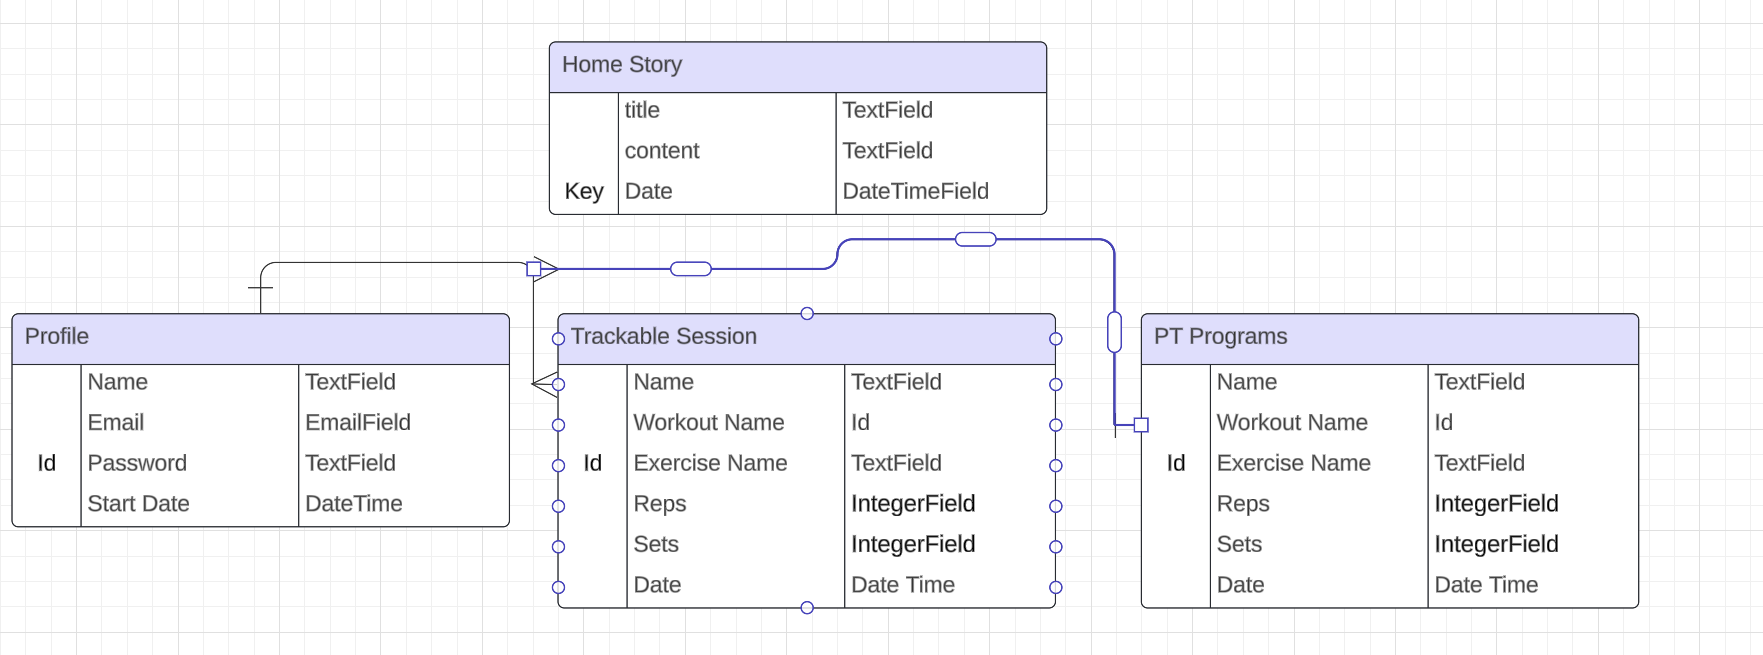 Home Story
title TextField
content TextField
Key Date DateTimeField
Profile
Name TextField
Email EmailField
Id Password TextField
Start Date DateTime
Trackable Session
Name TextField
Workout Name Id
Id Exercise Name TextField
Reps IntegerField
Sets IntegerField
Date Date Time
PT Programs
Name TextField
Workout Name Id
Id Exercise Name TextField
Reps IntegerField
Sets IntegerField
Date Date Time